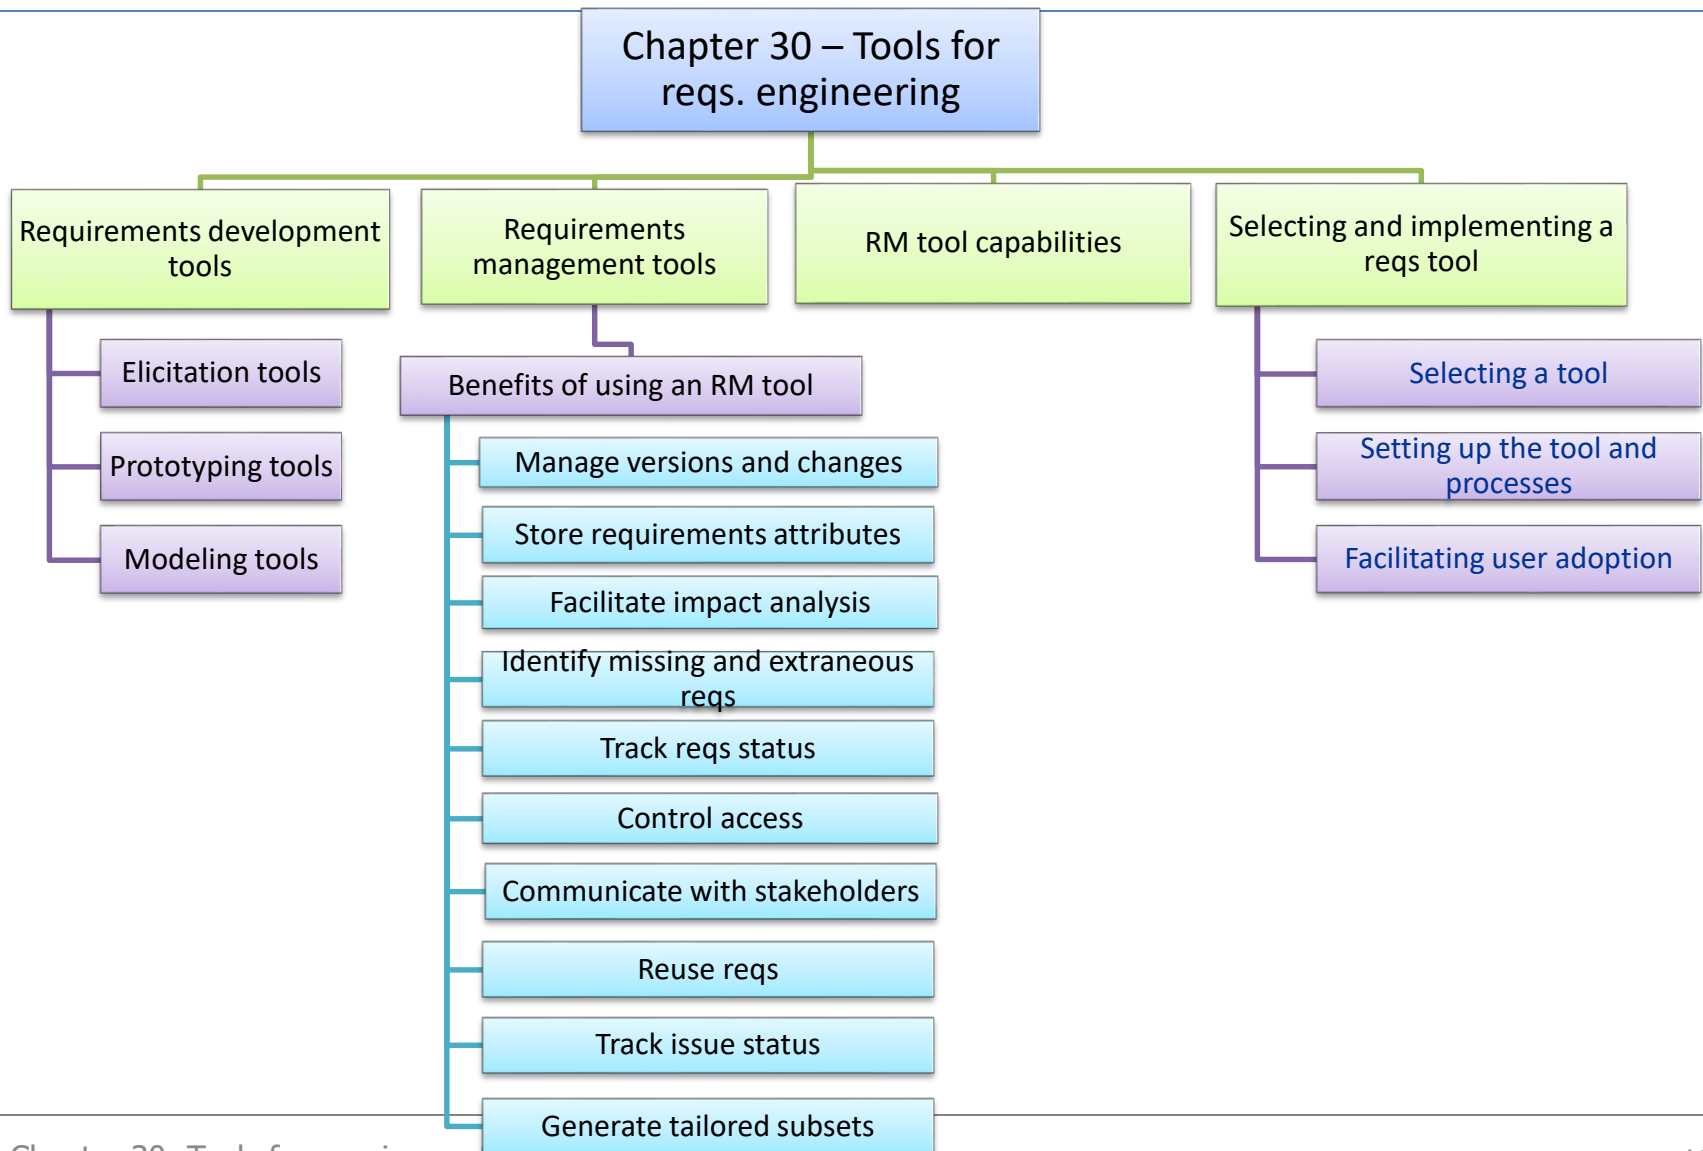 Chapter 30 – Tools for
reqs. engineering
Requirements development
tools
Requirements
management tools
RM tool capabilities
Selecting and implementing a
reqs tool
Elicitation tools
Prototyping tools
Modeling tools
Benefits of using an RM tool
Manage versions and changes
Store requirements attributes
Facilitate impact analysis
Identify missing and extraneous
reqs
Track reqs status
Control access
Communicate with stakeholders
Reuse reqs
Track issue status
Generate tailored subsets
Selecting a tool
Setting up the tool and
processes
Facilitating user adoption